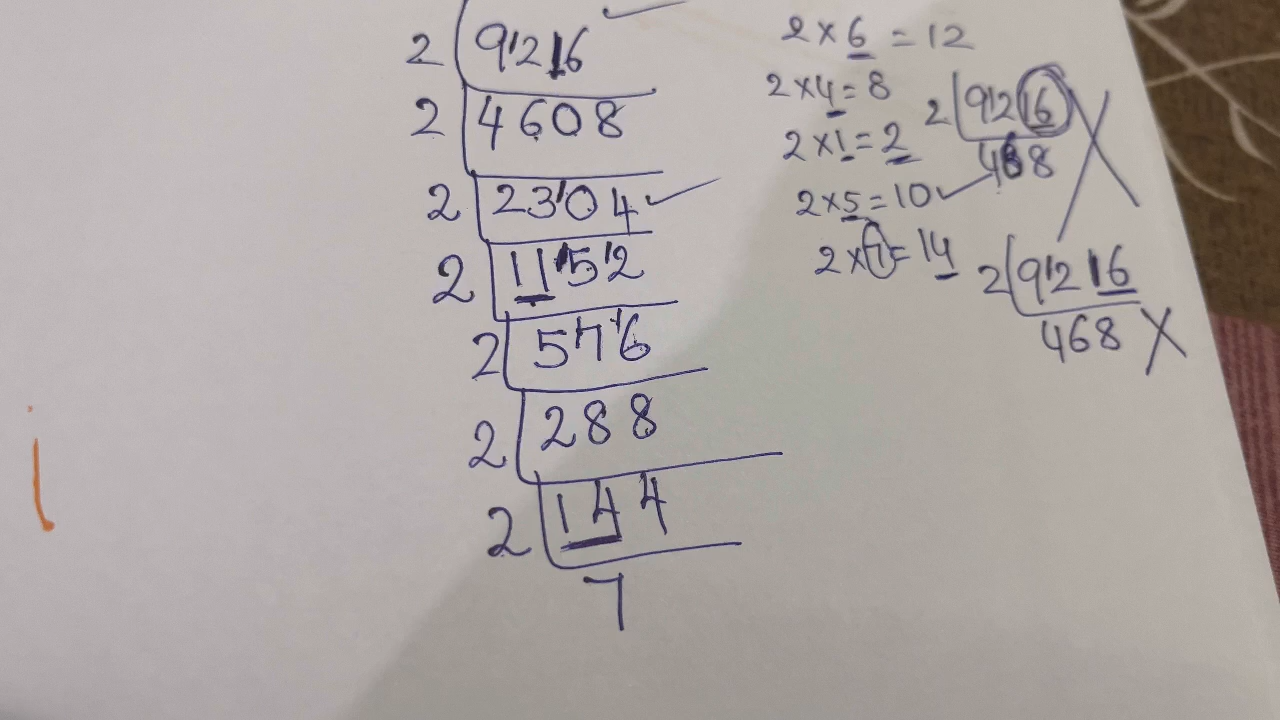 2 | 9216
2 | 4608
2 | 2304
2 | 1152
2 | 576
2 | 288
2 | 144
7
2 × 6 = 12
2 × 4 = 8
2 × 1 = 2
2 × 5 = 10
2 × 7 = 14
2 | 9216
468
2 | 9216
468